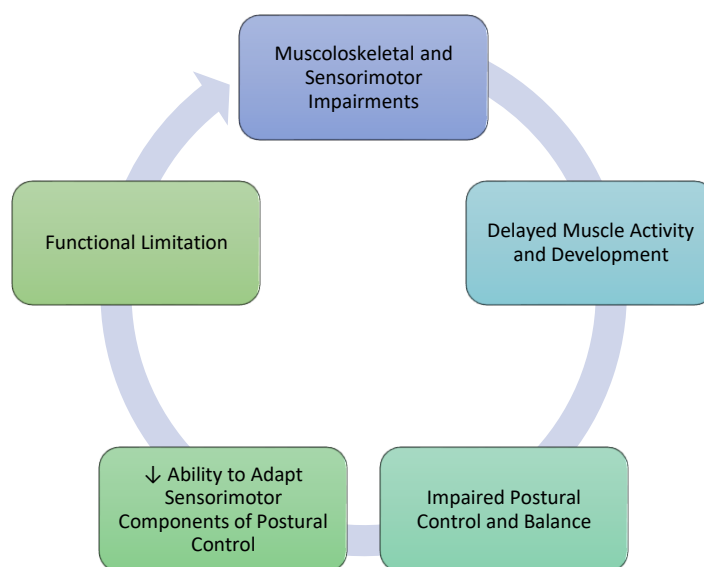 Muscoloskeletal and
Sensorimotor
Impairments
Delayed Muscle Activity
and Development
Impaired Postural
Control and Balance
↓ Ability to Adapt
Sensorimotor
Components of Postural
Control
Functional Limitation